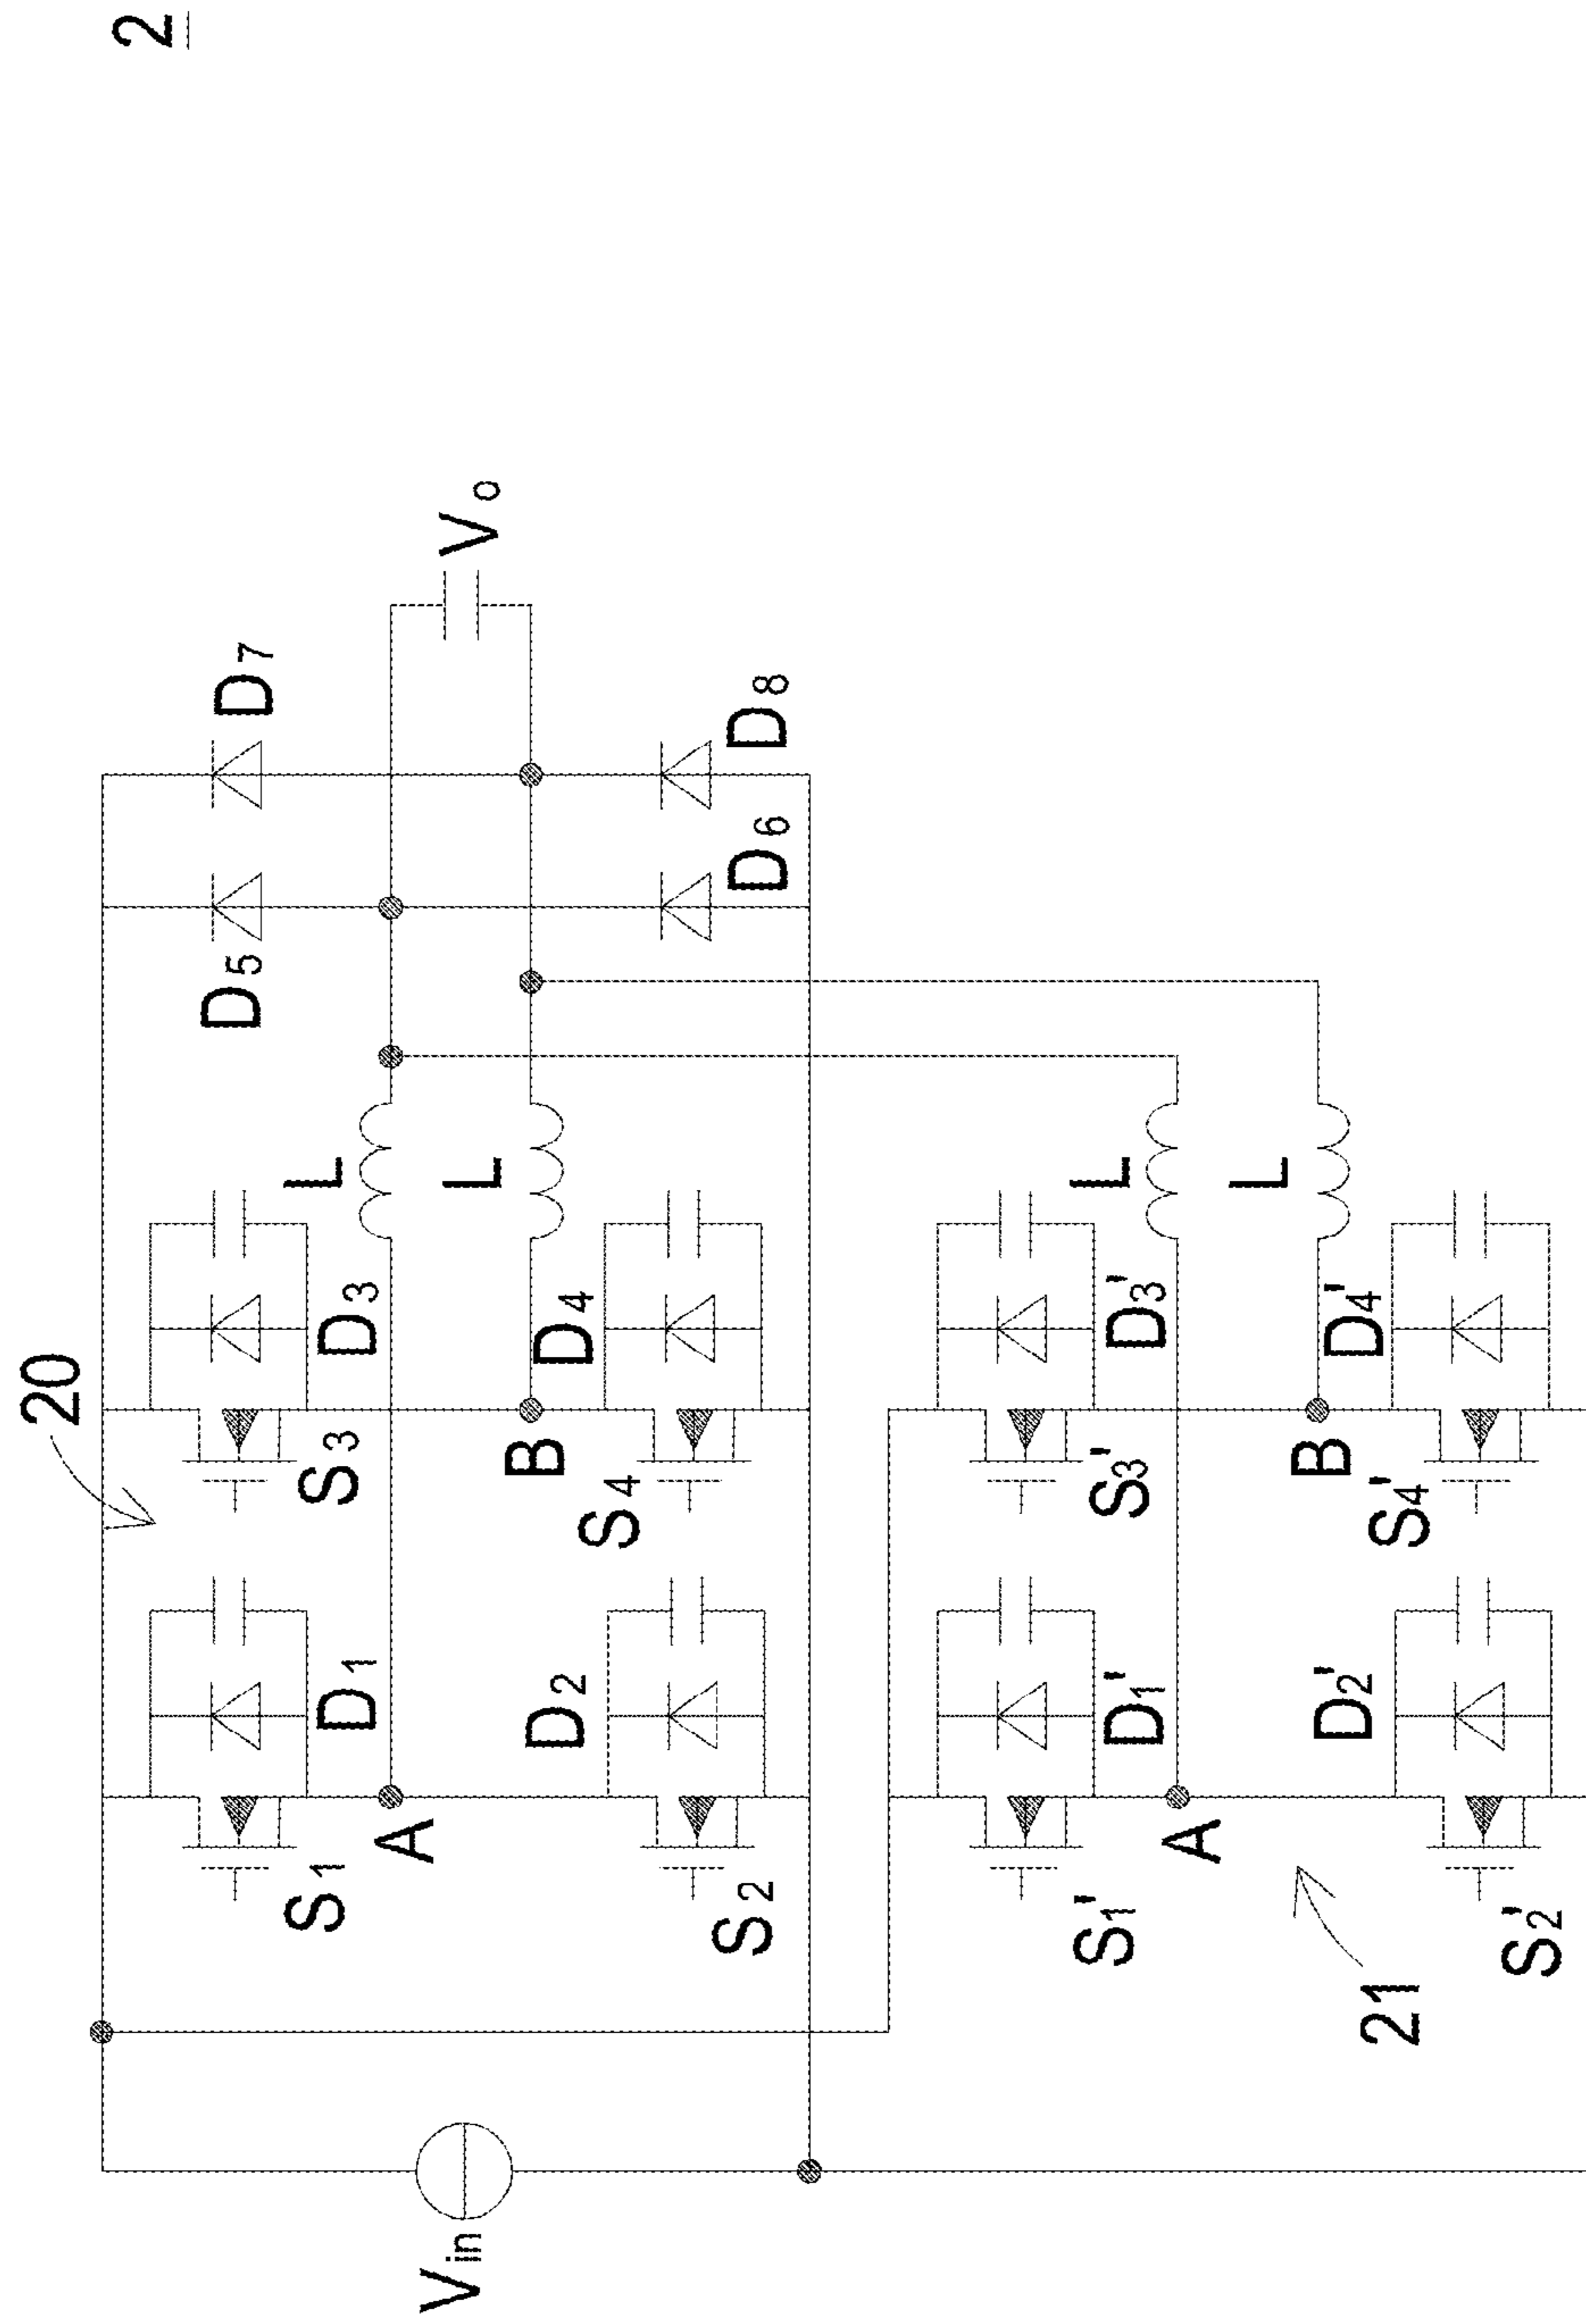 2
20
D7
D5
Vo
D8
D6
S3
D3
L
L
S1
D1
A
B
D4
S4
D2
S2
Vin
S3'
D3'
L
L
S1'
D1'
A
B
D4'
S4'
D2'
S2'
21